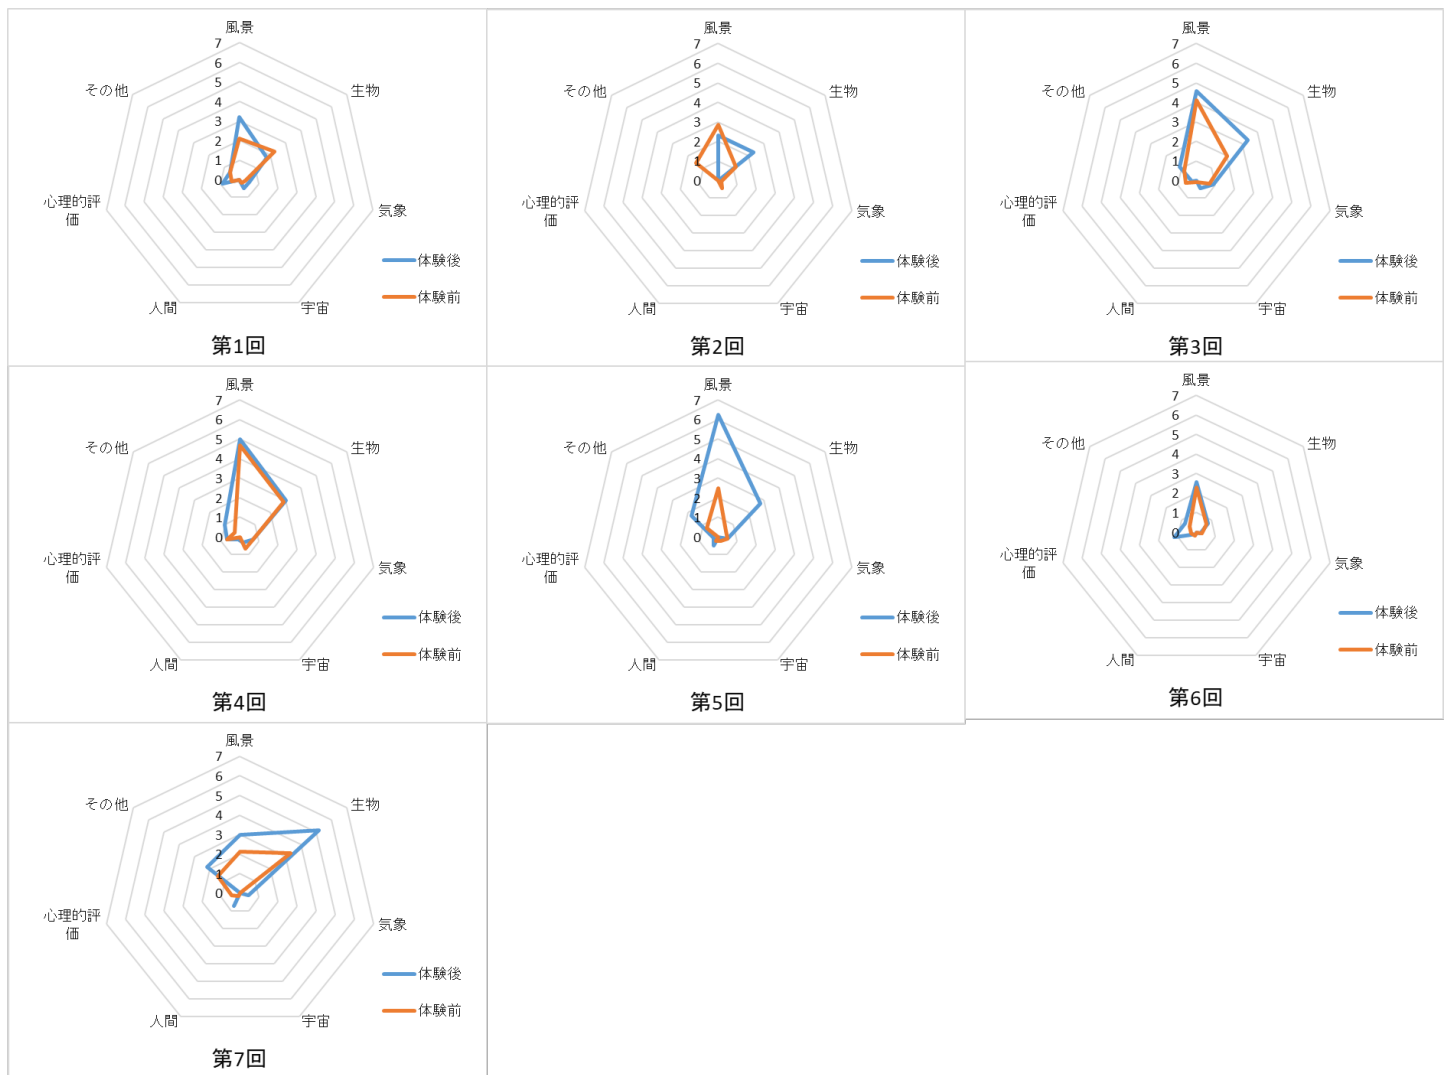 風景
7
6
5
4
3
2
1
0
生物
気象
宇宙
人間
心理的評
価
その他
体験後
体験前
第1回
風景
7
6
5
4
3
2
1
0
生物
気象
宇宙
人間
心理的評
価
その他
体験後
体験前
第2回
風景
7
6
5
4
3
2
1
0
生物
気象
宇宙
人間
心理的評
価
その他
体験後
体験前
第3回
風景
7
6
5
4
3
2
1
0
生物
気象
宇宙
人間
心理的評
価
その他
体験後
体験前
第4回
風景
7
6
5
4
3
2
1
0
生物
気象
宇宙
人間
心理的評
価
その他
体験後
体験前
第5回
風景
7
6
5
4
3
2
1
0
生物
気象
宇宙
人間
心理的評
価
その他
体験後
体験前
第6回
風景
7
6
5
4
3
2
1
0
生物
気象
宇宙
人間
心理的評
価
その他
体験後
体験前
第7回